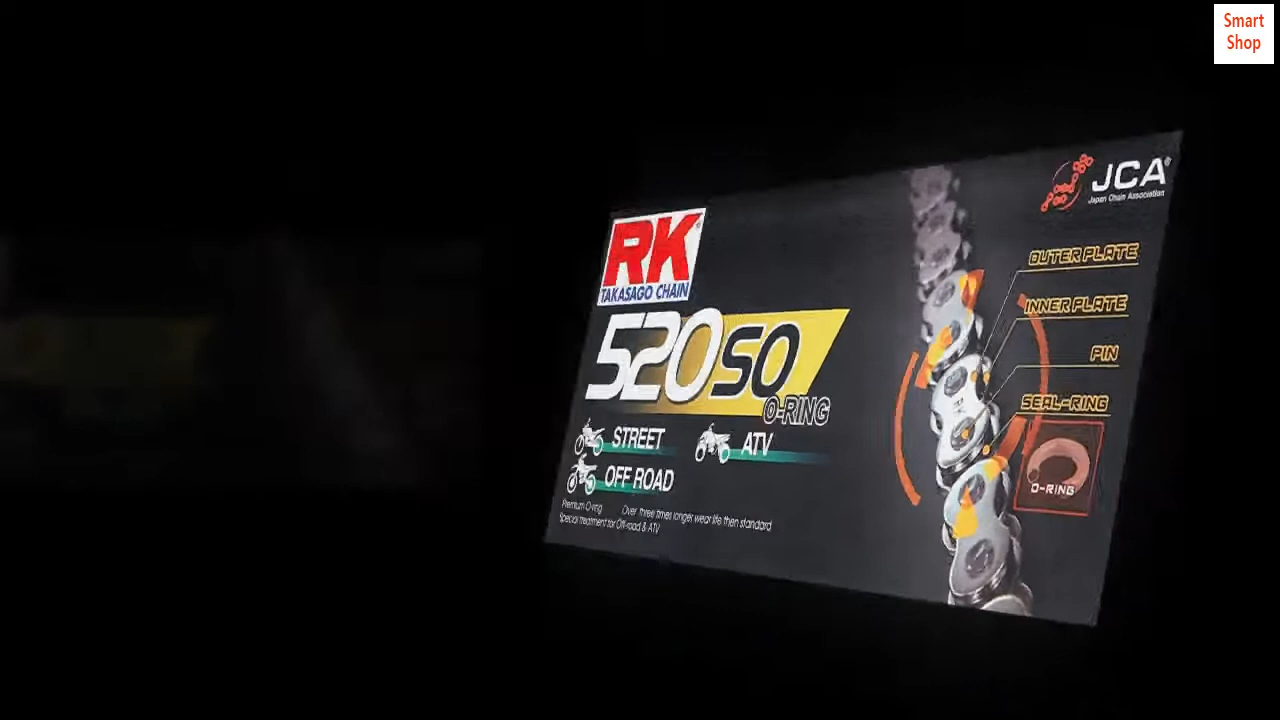 Smart
Shop
JCA®
Japan Chain Association
RK®
TAKASAGO CHAIN
OUTER PLATE
INNER PLATE
PIN
SEAL-RING
O-RING
RK
520SO
O-RING
STREET
ATV
OFF ROAD
Premium O-ring
Over three times longer wear life then standard
Special treatment for Off-road & ATV